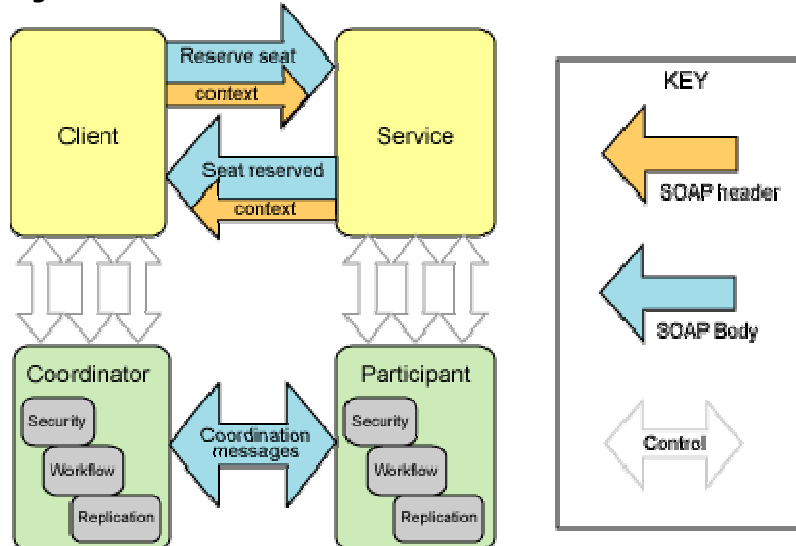 Reserve seat
context
Client
Service
Seat reserved
context
Coordinator
Security
Workflow
Replication
Coordination
messages
Participant
Security
Workflow
Replication
KEY
SOAP header
SOAP Body
Control